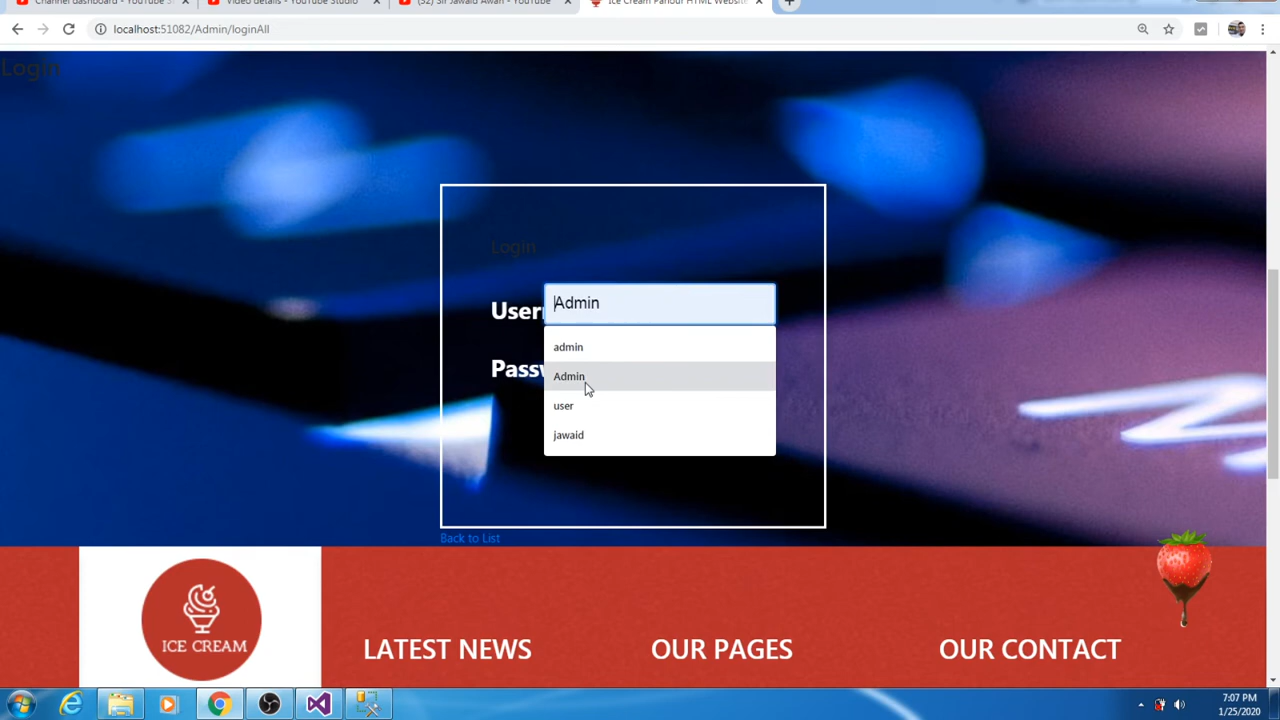 Channel dashboard - YouTube S
Video details - YouTube Studio
(32) Sir Jawaid Awan - YouTube
Ice Cream Parlour HTML Website
localhost:51082/Admin/loginAll
Login
Login
User
Admin
admin
Passw
Admin
user
jawaid
Back to List
ICE CREAM
LATEST NEWS
OUR PAGES
OUR CONTACT
7:07 PM
1/25/2020